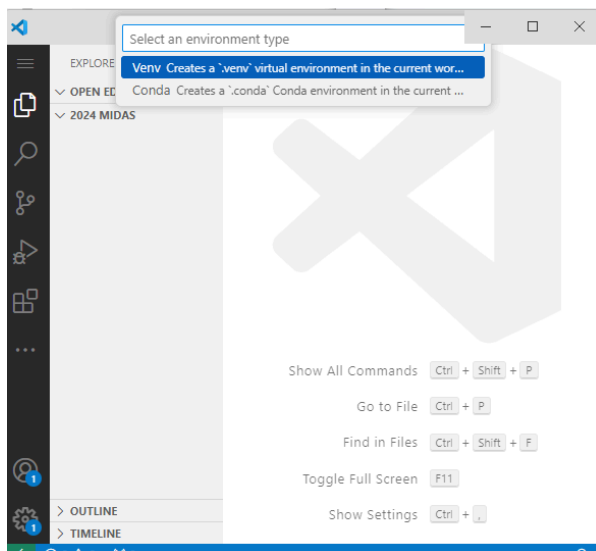 Select an environment type
EXPLORE
Venv Creates a `.venv` virtual environment in the current wor...
OPEN ED
Conda Creates a `.conda` Conda environment in the current ...
2024 MIDAS
Show All Commands Ctrl + Shift + P
Go to File Ctrl + P
Find in Files Ctrl + Shift + F
Toggle Full Screen F11
Show Settings Ctrl + ,
1
1
OUTLINE
TIMELINE